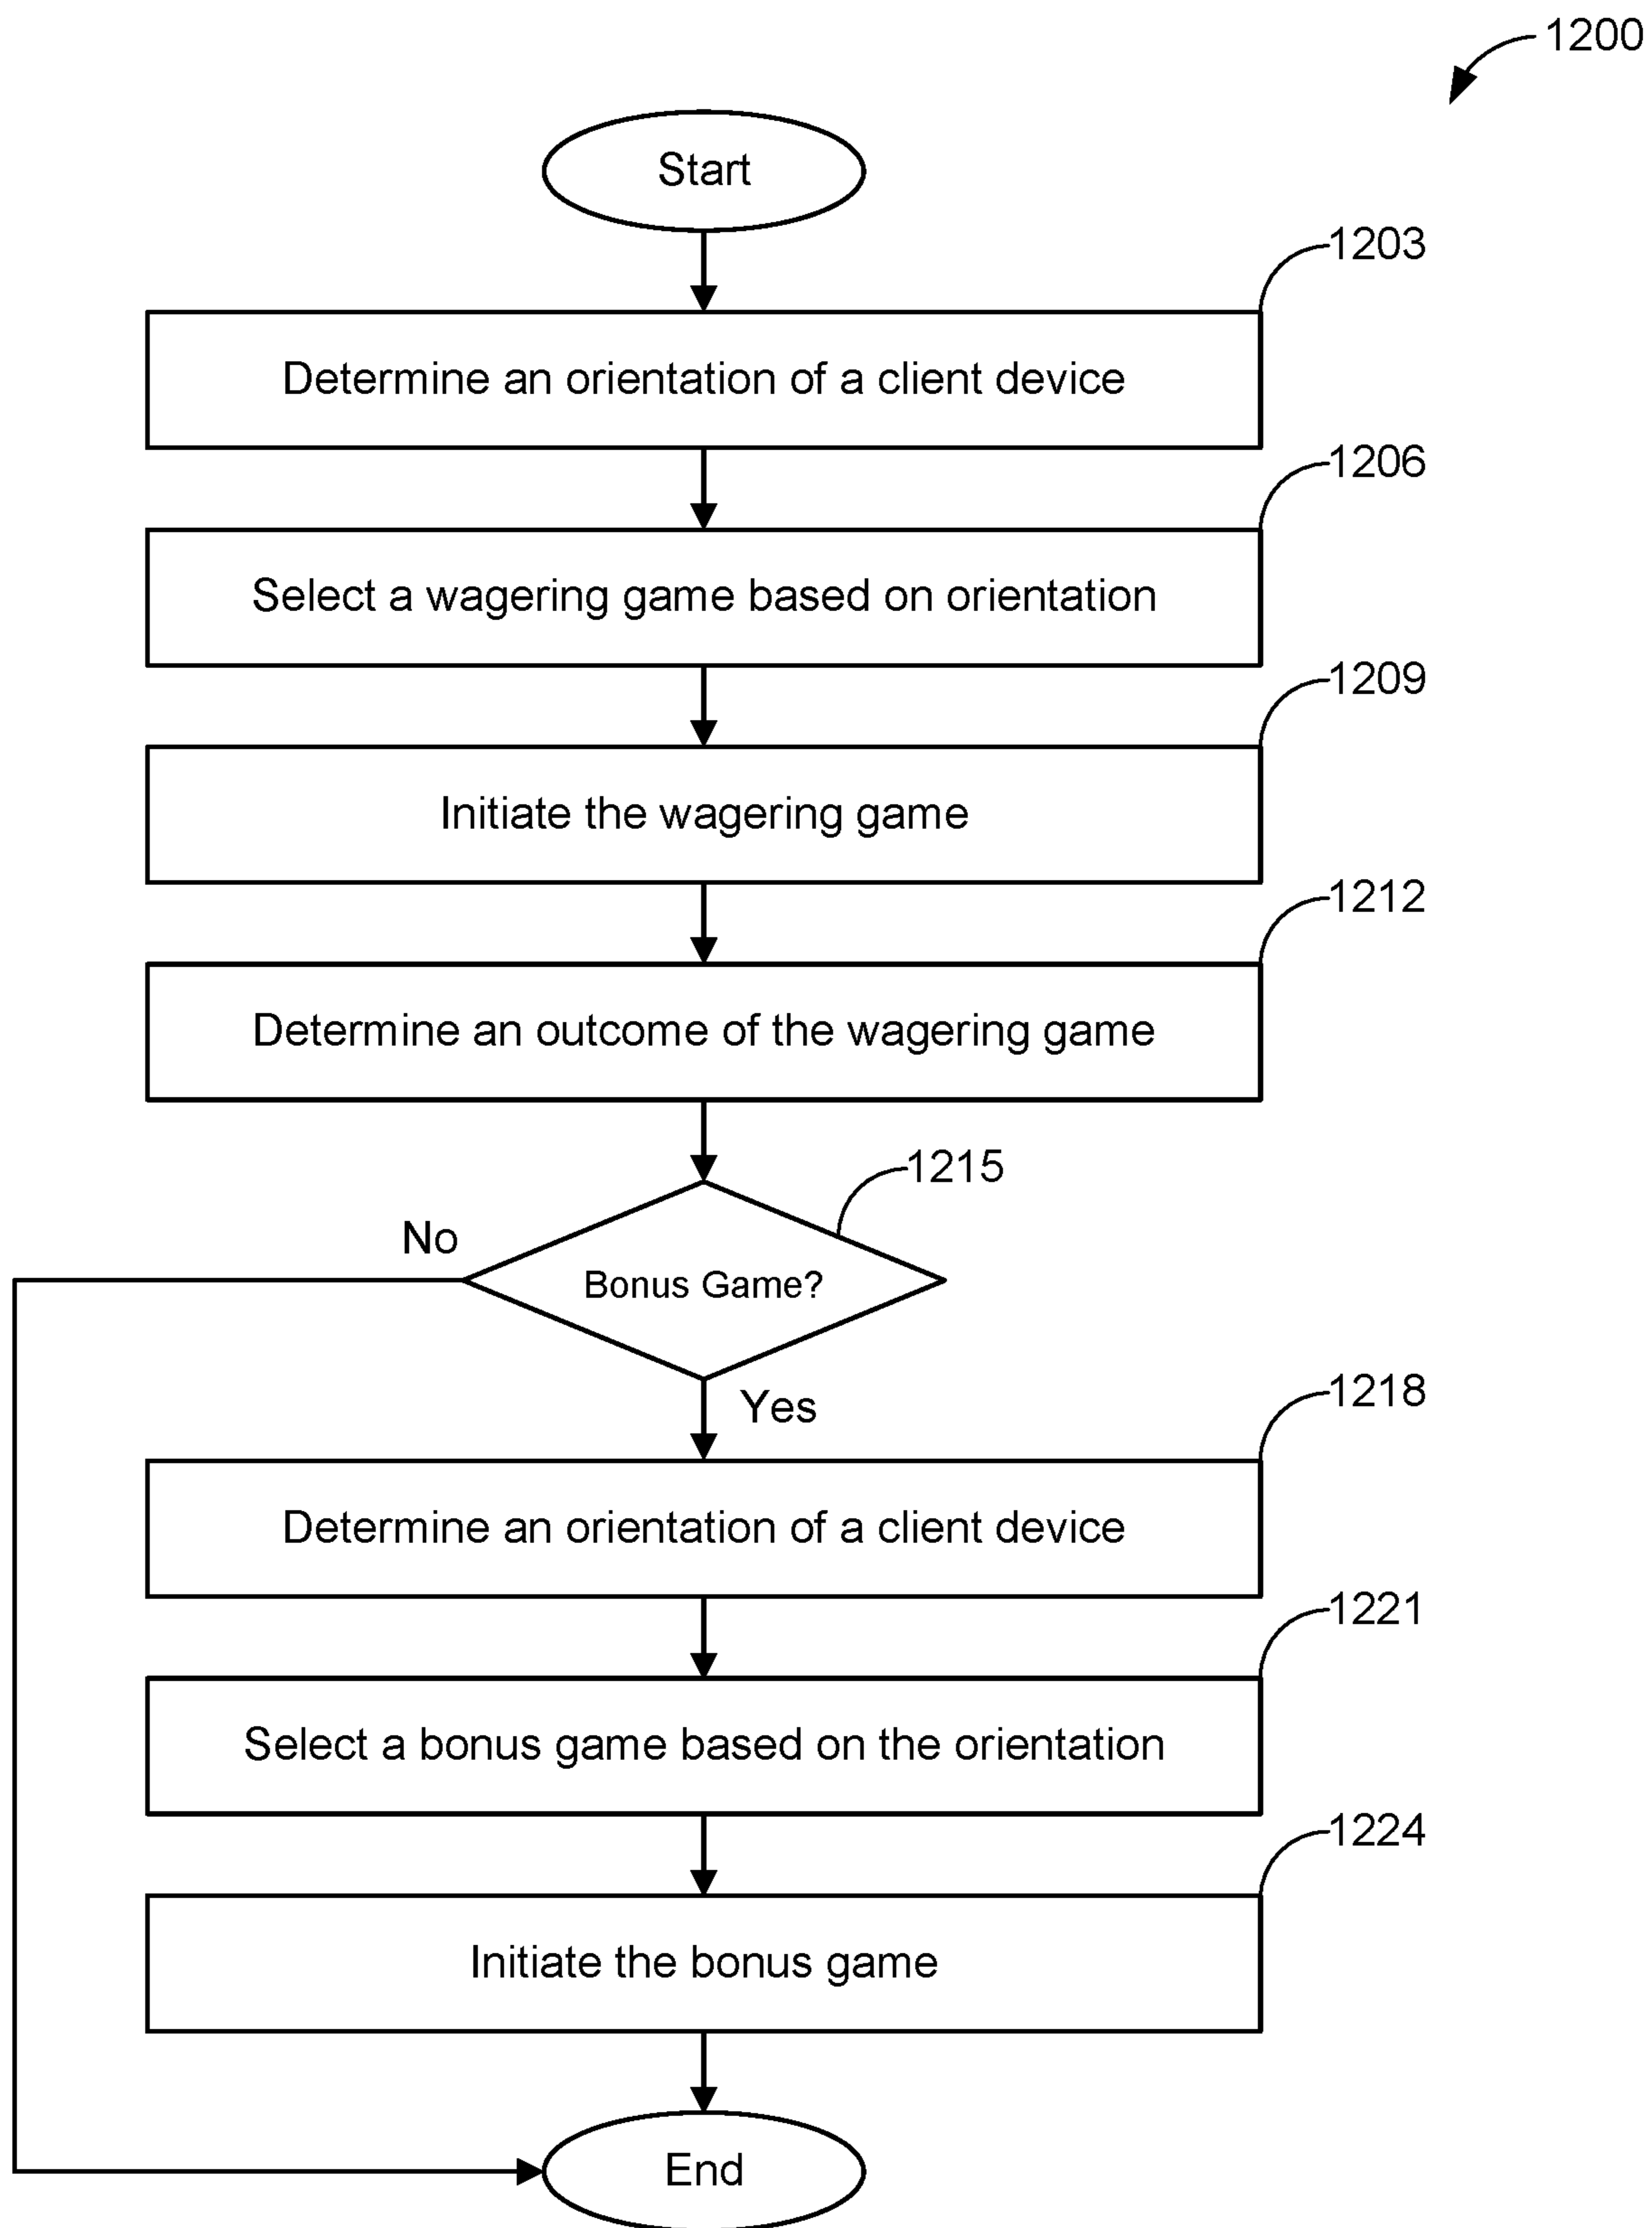 1200
Start
1203
Determine an orientation of a client device
1206
Select a wagering game based on orientation
1209
Initiate the wagering game
1212
Determine an outcome of the wagering game
1215
No
Bonus Game?
Yes
1218
Determine an orientation of a client device
1221
Select a bonus game based on the orientation
1224
Initiate the bonus game
End